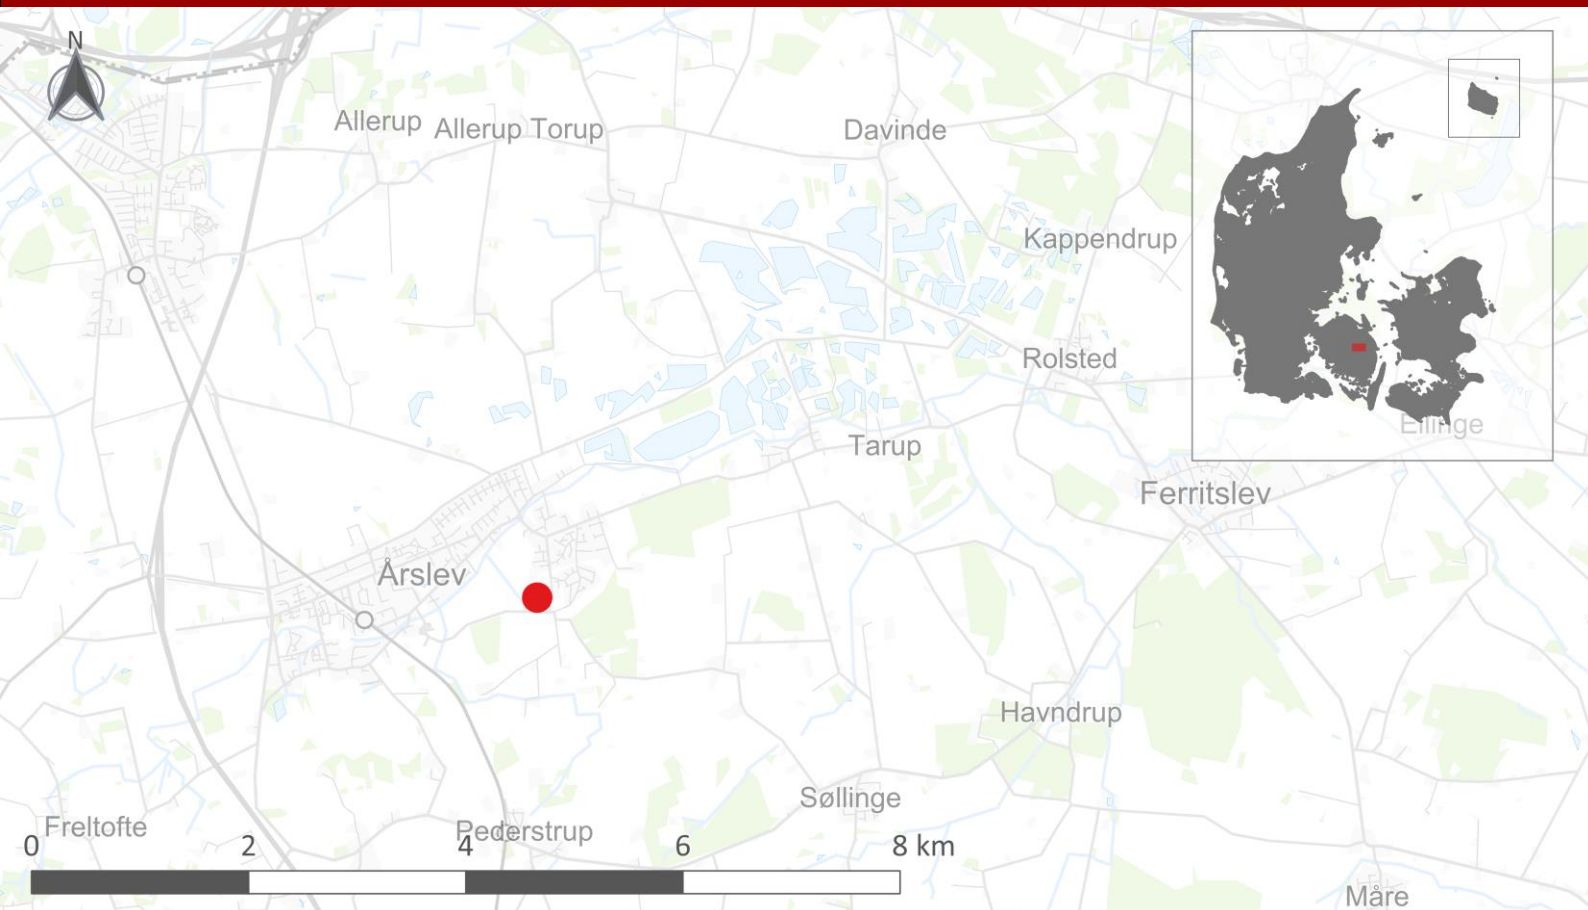 N
Allerup
Allerup Torup
Davinde
Kappendrup
Rolsted
Ellinge
Tarup
Ferritslev
Årslev
Havndrup
Søllinge
Freltofte
Pederstrup
0 2 4 6 8 km
Måre